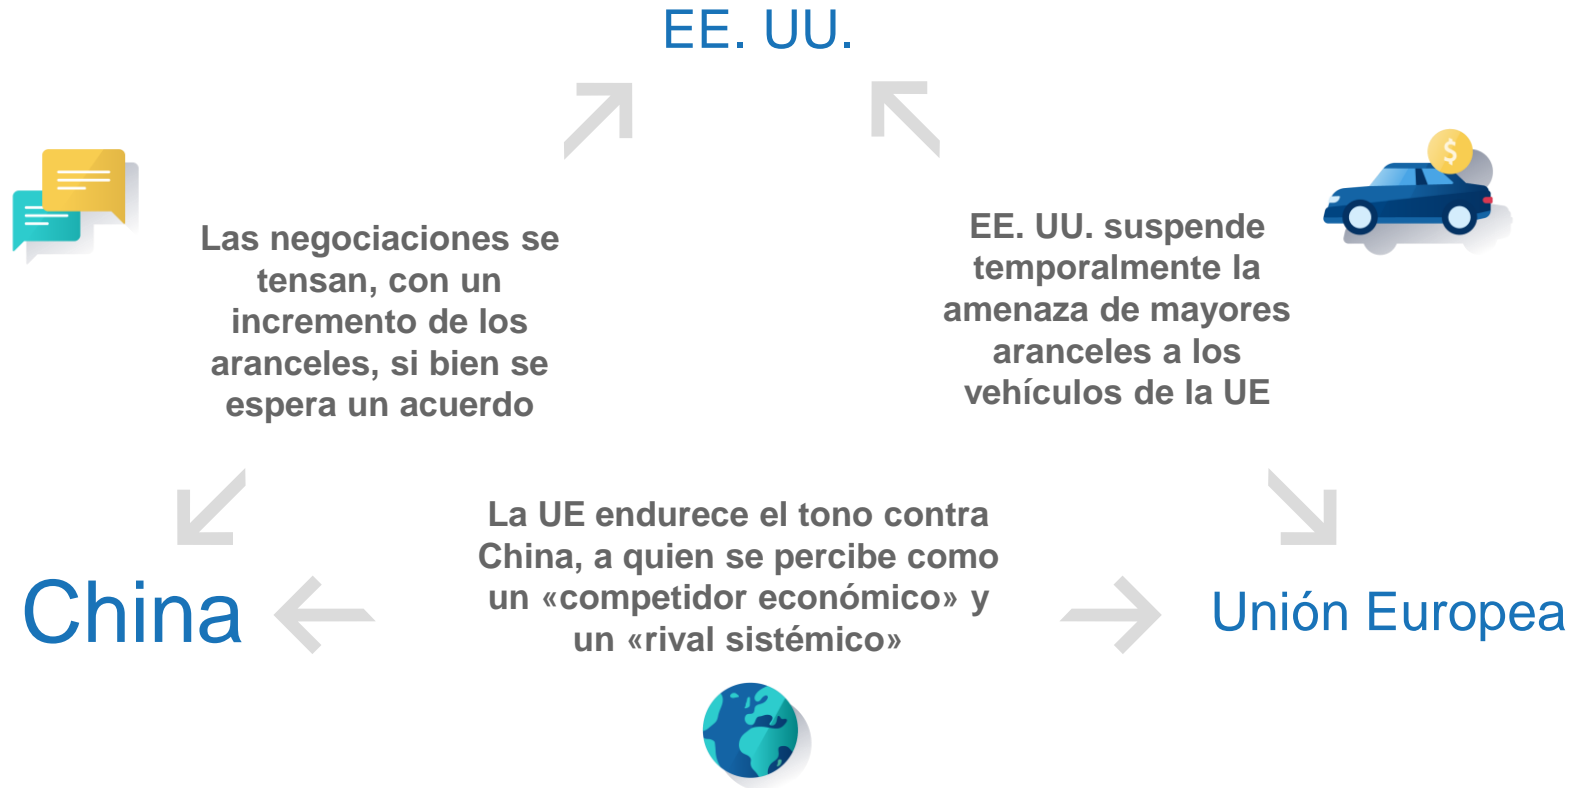 EE. UU.
Las negociaciones se
tensan, con un
incremento de los
aranceles, si bien se
espera un acuerdo
EE. UU. suspende
temporalmente la
amenaza de mayores
aranceles a los
vehículos de la UE
$
La UE endurece el tono contra
China, a quien se percibe como
un «competidor económico» y
un «rival sistémico»
China
Unión Europea